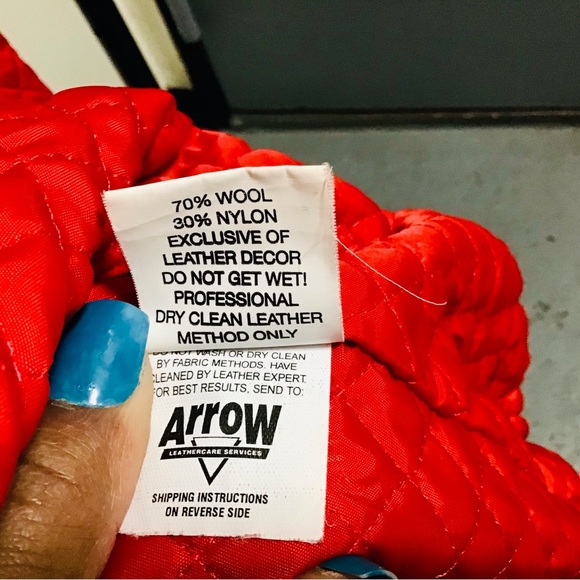 70% WOOL
30% NYLON
EXCLUSIVE OF
LEATHER DECOR
DO NOT GET WET!
PROFESSIONAL
DRY CLEAN LEATHER
METHOD ONLY
DO NOT WASH OR DRY CLEAN
BY FABRIC METHODS. HAVE
CLEANED BY LEATHER EXPERT.
FOR BEST RESULTS, SEND TO:
ArroW
LEATHERCARE SERVICES
SHIPPING INSTRUCTIONS
ON REVERSE SIDE